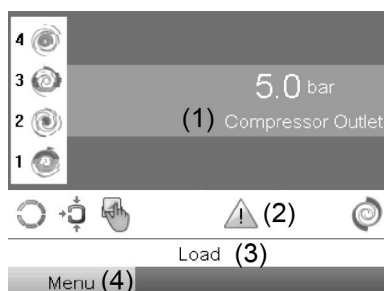 4
3
5.0 bar
2
(1) Compressor Outlet
1
(2)
Load (3)
Menu (4)